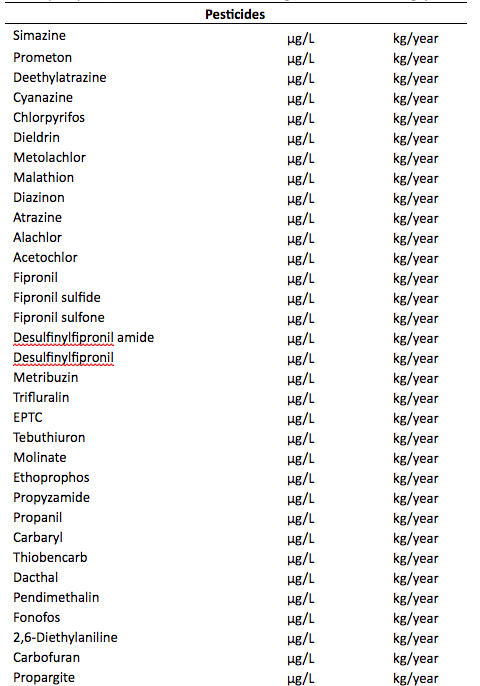 Pesticides
Simazine µg/L kg/year
Prometon µg/L kg/year
Deethylatrazine µg/L kg/year
Cyanazine µg/L kg/year
Chlorpyrifos µg/L kg/year
Dieldrin µg/L kg/year
Metolachlor µg/L kg/year
Malathion µg/L kg/year
Diazinon µg/L kg/year
Atrazine µg/L kg/year
Alachlor µg/L kg/year
Acetochlor µg/L kg/year
Fipronil µg/L kg/year
Fipronil sulfide µg/L kg/year
Fipronil sulfone µg/L kg/year
Desulfinylfipronil amide µg/L kg/year
Desulfinylfipronil µg/L kg/year
Metribuzin µg/L kg/year
Trifluralin µg/L kg/year
EPTC µg/L kg/year
Tebuthiuron µg/L kg/year
Molinate µg/L kg/year
Ethoprophos µg/L kg/year
Propyzamide µg/L kg/year
Propanil µg/L kg/year
Carbaryl µg/L kg/year
Thiobencarb µg/L kg/year
Dacthal µg/L kg/year
Pendimethalin µg/L kg/year
Fonofos µg/L kg/year
2,6-Diethylaniline µg/L kg/year
Carbofuran µg/L kg/year
Propargite µg/L kg/year